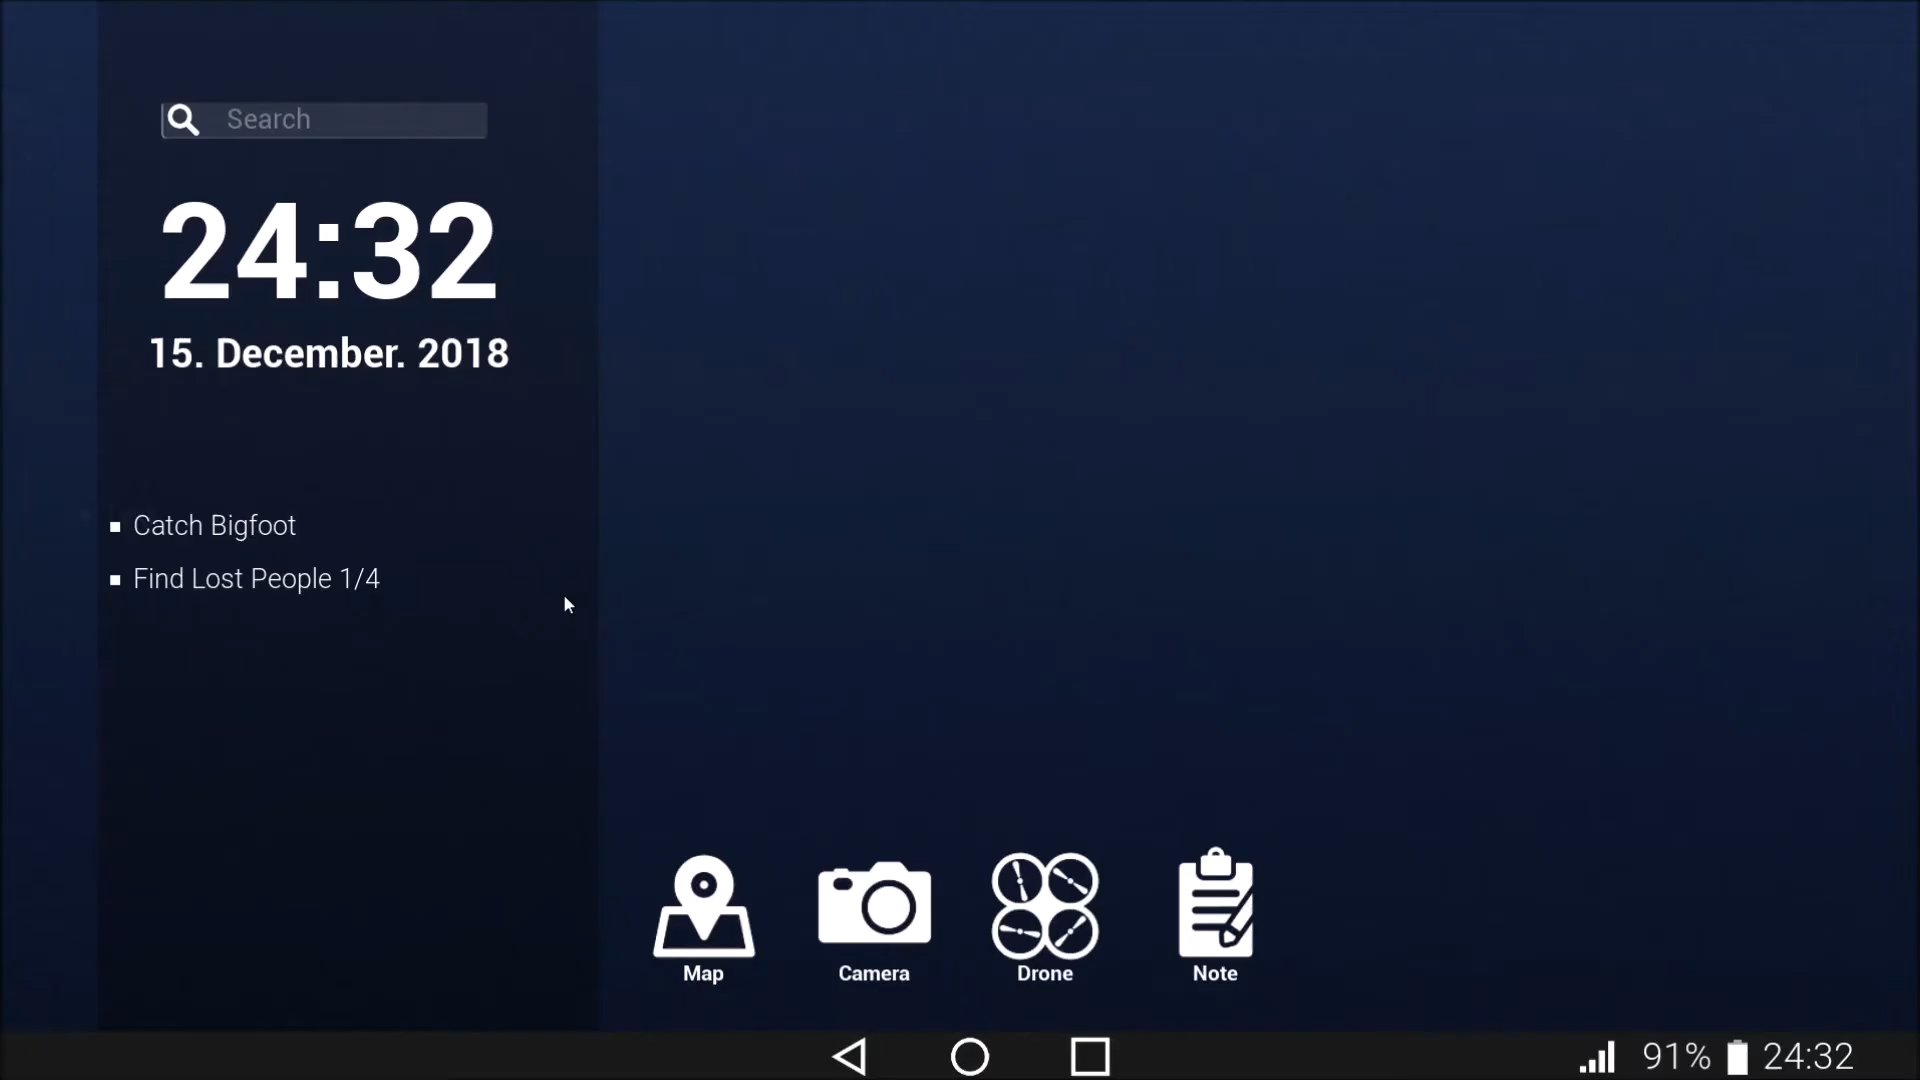 Search
24:32
15. December. 2018
Catch Bigfoot
Find Lost People 1/4
Map
Camera
Drone
Note
91%
24:32